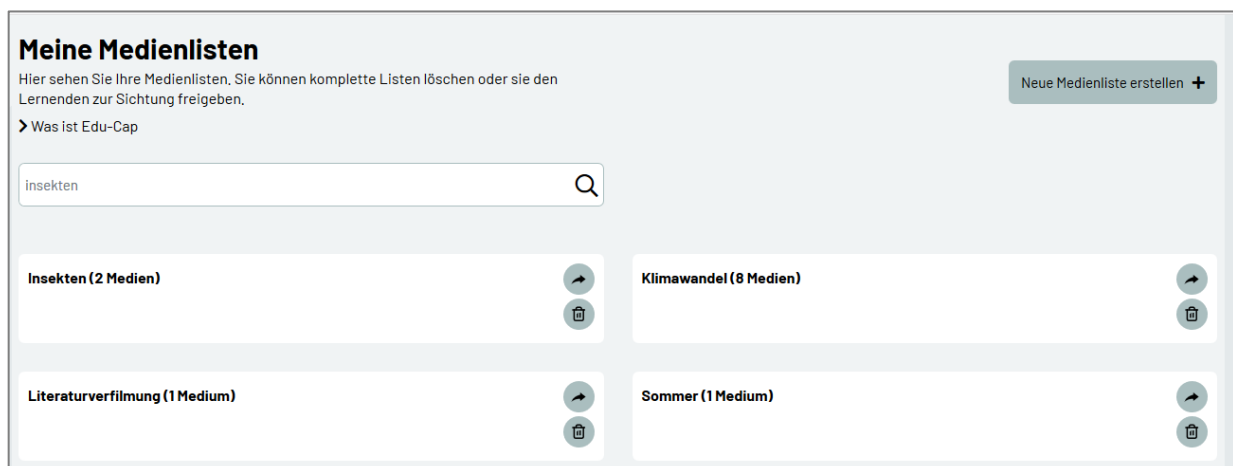 Meine Medienlisten
Hier sehen Sie Ihre Medienlisten. Sie können komplette Listen löschen oder sie den
Lernenden zur Sichtung freigeben.
Neue Medienliste erstellen +
Was ist Edu-Cap
insekten
Insekten (2 Medien)
Klimawandel (8 Medien)
Literaturverfilmung (1 Medium)
Sommer (1 Medium)